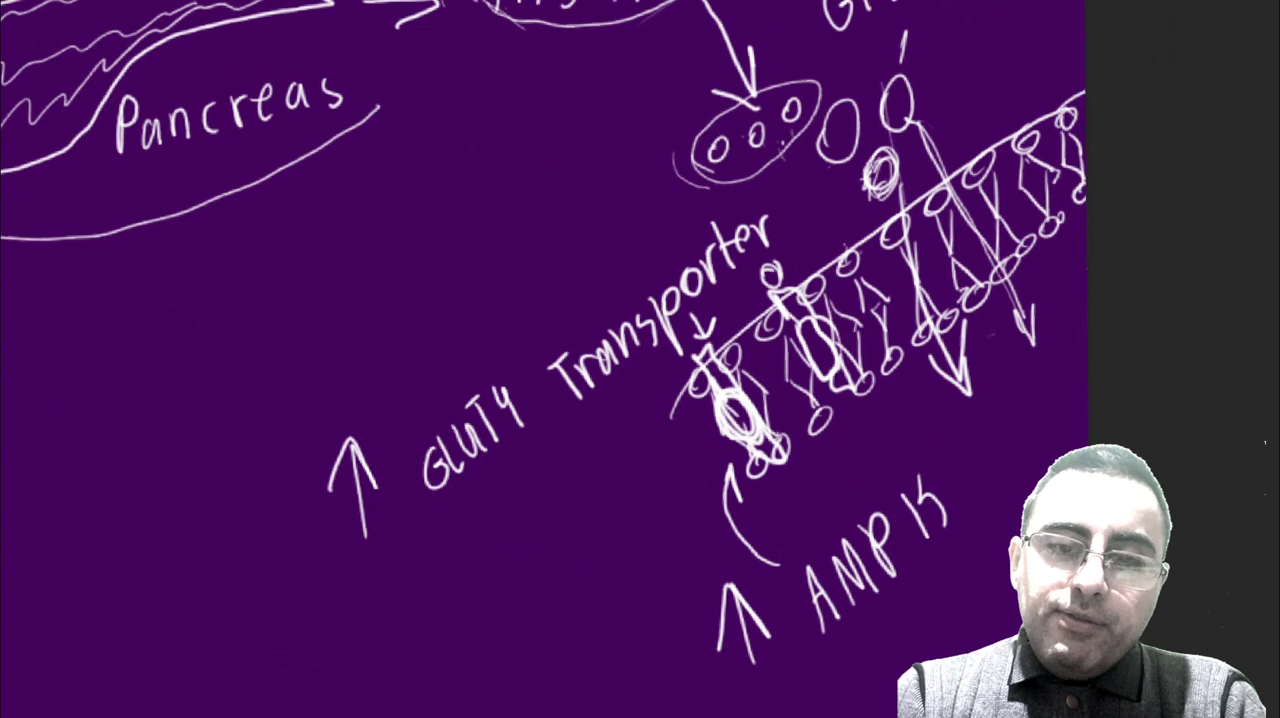 Pancreas
↑ GLUT4 Transporter
↑ AMPK